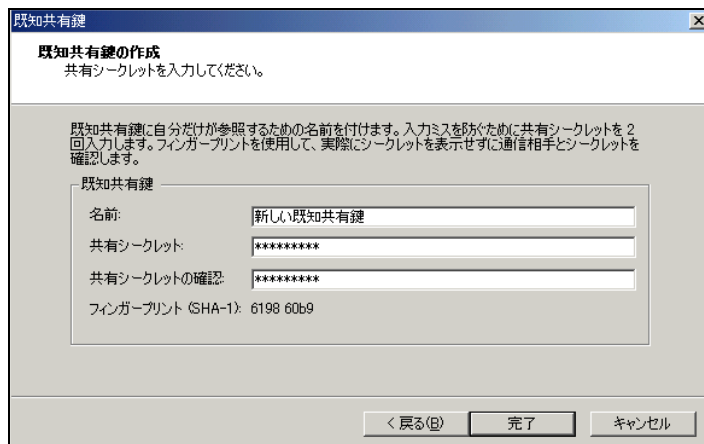 既知共有鍵
既知共有鍵の作成
共有シークレットを入力してください。
既知共有鍵に自分だけが参照するための名前を付けます。入力ミスを防ぐために共有シークレットを 2
回入力します。フィンガープリントを使用して、実際にシークレットを表示せずに通信相手とシークレットを
確認します。
既知共有鍵
名前: 新しい既知共有鍵
共有シークレット: *********
共有シークレットの確認: *********
フィンガープリント (SHA-1): 6198 60b9
< 戻る(B) 完了 キャンセル